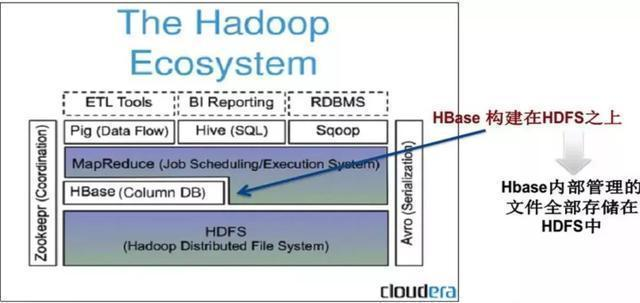 The Hadoop
Ecosystem
ETL Tools
BI Reporting
RDBMS
Pig (Data Flow)
Hive (SQL)
Sqoop
MapReduce (Job Scheduling/Execution System)
HBase (Column DB)
HDFS
(Hadoop Distributed File System)
Zookeepr (Coordination)
Avro (Serialization)
cloudera
HBase 构建在HDFS之上
Hbase内部管理的
文件全部存储在
HDFS中